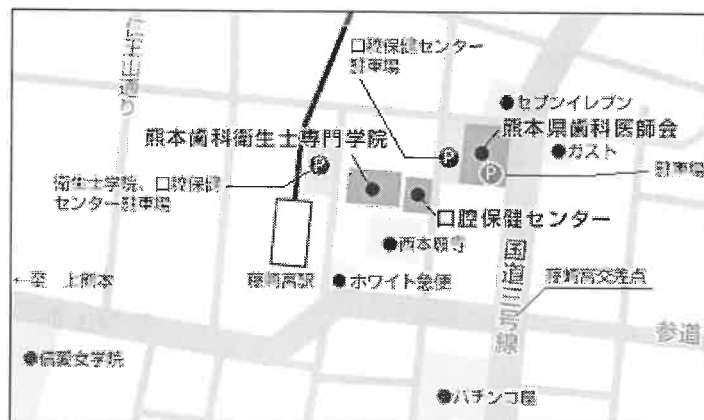 口腔保健センター
駐車場
セブンイレブン
熊本県歯科医師会
ガスト
駐車場
熊本歯科衛生士専門学院
衛生士学院、口腔保健
センター駐車場
P
P
P
口腔保健センター
西本願寺
藤崎宮駅
ホワイト急便
国道三号線
藤崎宮交差点
←至 上熊本
参道
信愛女学院
パチンコ屋